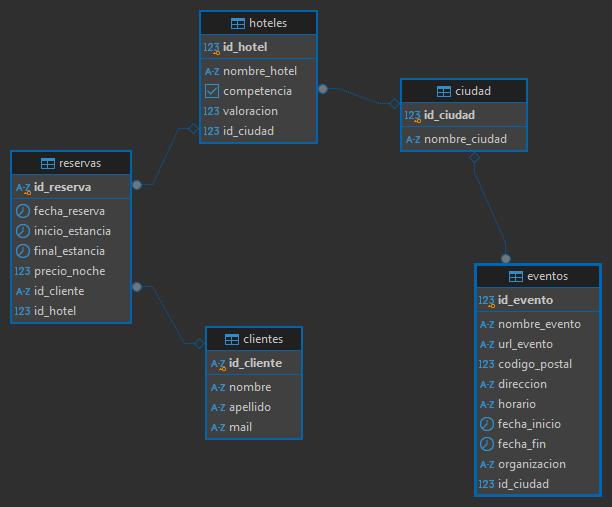 hoteles
123 id_hotel
A-Z nombre_hotel
competencia
123 valoracion
123 id_ciudad
ciudad
123 id_ciudad
A-Z nombre_ciudad
reservas
A-Z id_reserva
fecha_reserva
inicio_estancia
final_estancia
123 precio_noche
A-Z id_cliente
123 id_hotel
clientes
A-Z id_cliente
A-Z nombre
A-Z apellido
A-Z mail
eventos
123 id_evento
A-Z nombre_evento
A-Z url_evento
123 codigo_postal
A-Z direccion
A-Z horario
fecha_inicio
fecha_fin
A-Z organizacion
123 id_ciudad